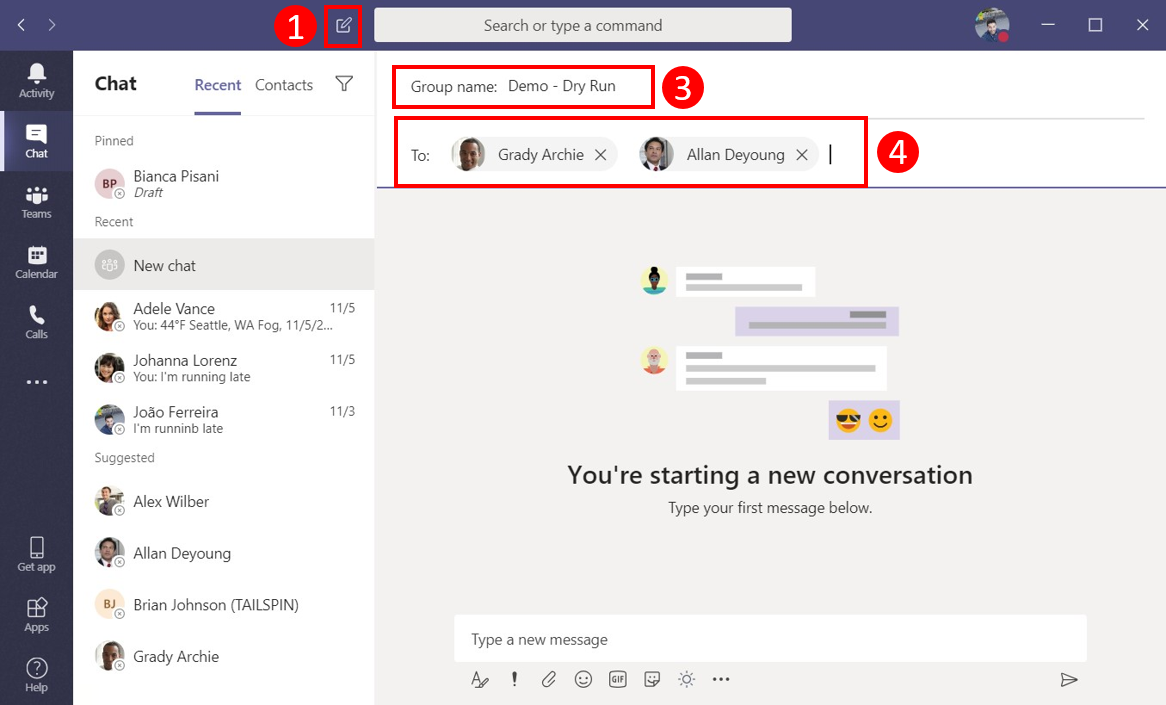 1
Search or type a command
Activity
Chat
Teams
Calendar
Calls
Get app
Apps
Help
Chat
Recent
Contacts
Pinned
BP
Bianca Pisani
Draft
Recent
New chat
Adele Vance
11/5
You: 44°F Seattle, WA Fog, 11/5/2...
Johanna Lorenz
11/5
You: I'm running late
João Ferreira
11/3
I'm runninb late
Suggested
Alex Wilber
Allan Deyoung
BJ
Brian Johnson (TAILSPIN)
Grady Archie
Group name: Demo - Dry Run
3
To: Grady Archie Allan Deyoung
4
You're starting a new conversation
Type your first message below.
Type a new message
GIF